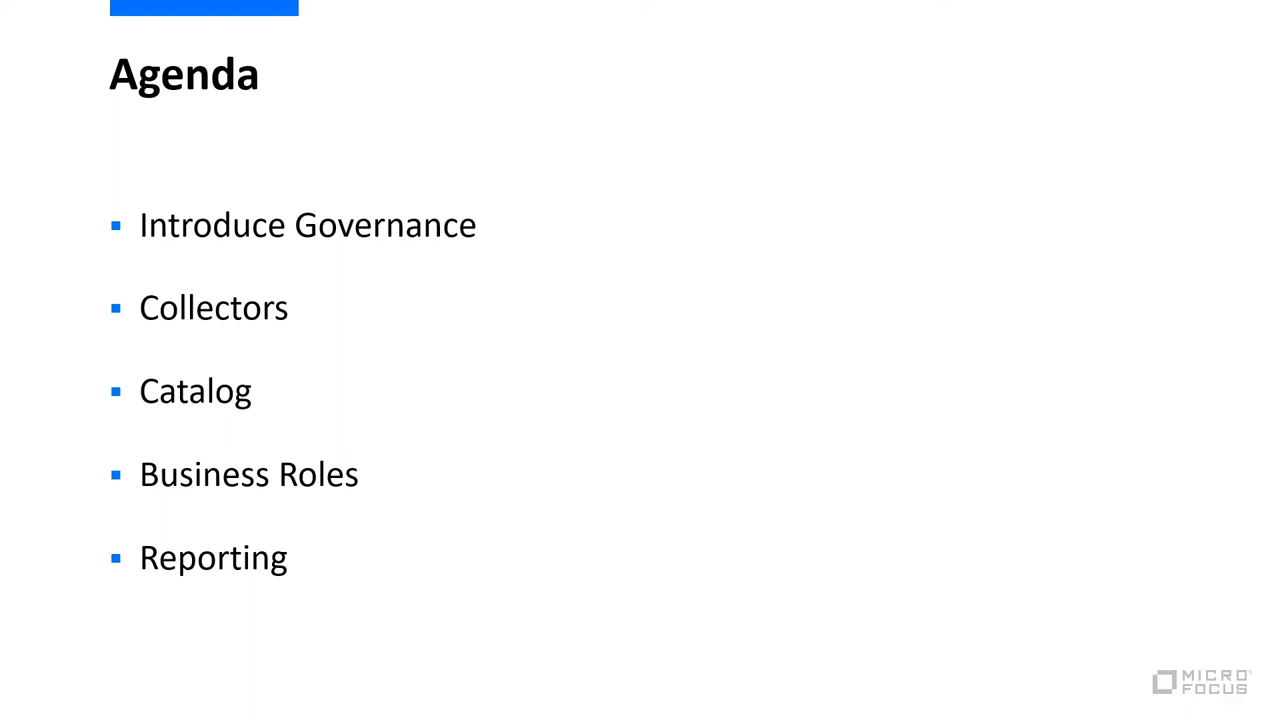 Agenda
Introduce Governance
Collectors
Catalog
Business Roles
Reporting
MICRO
FOCUS